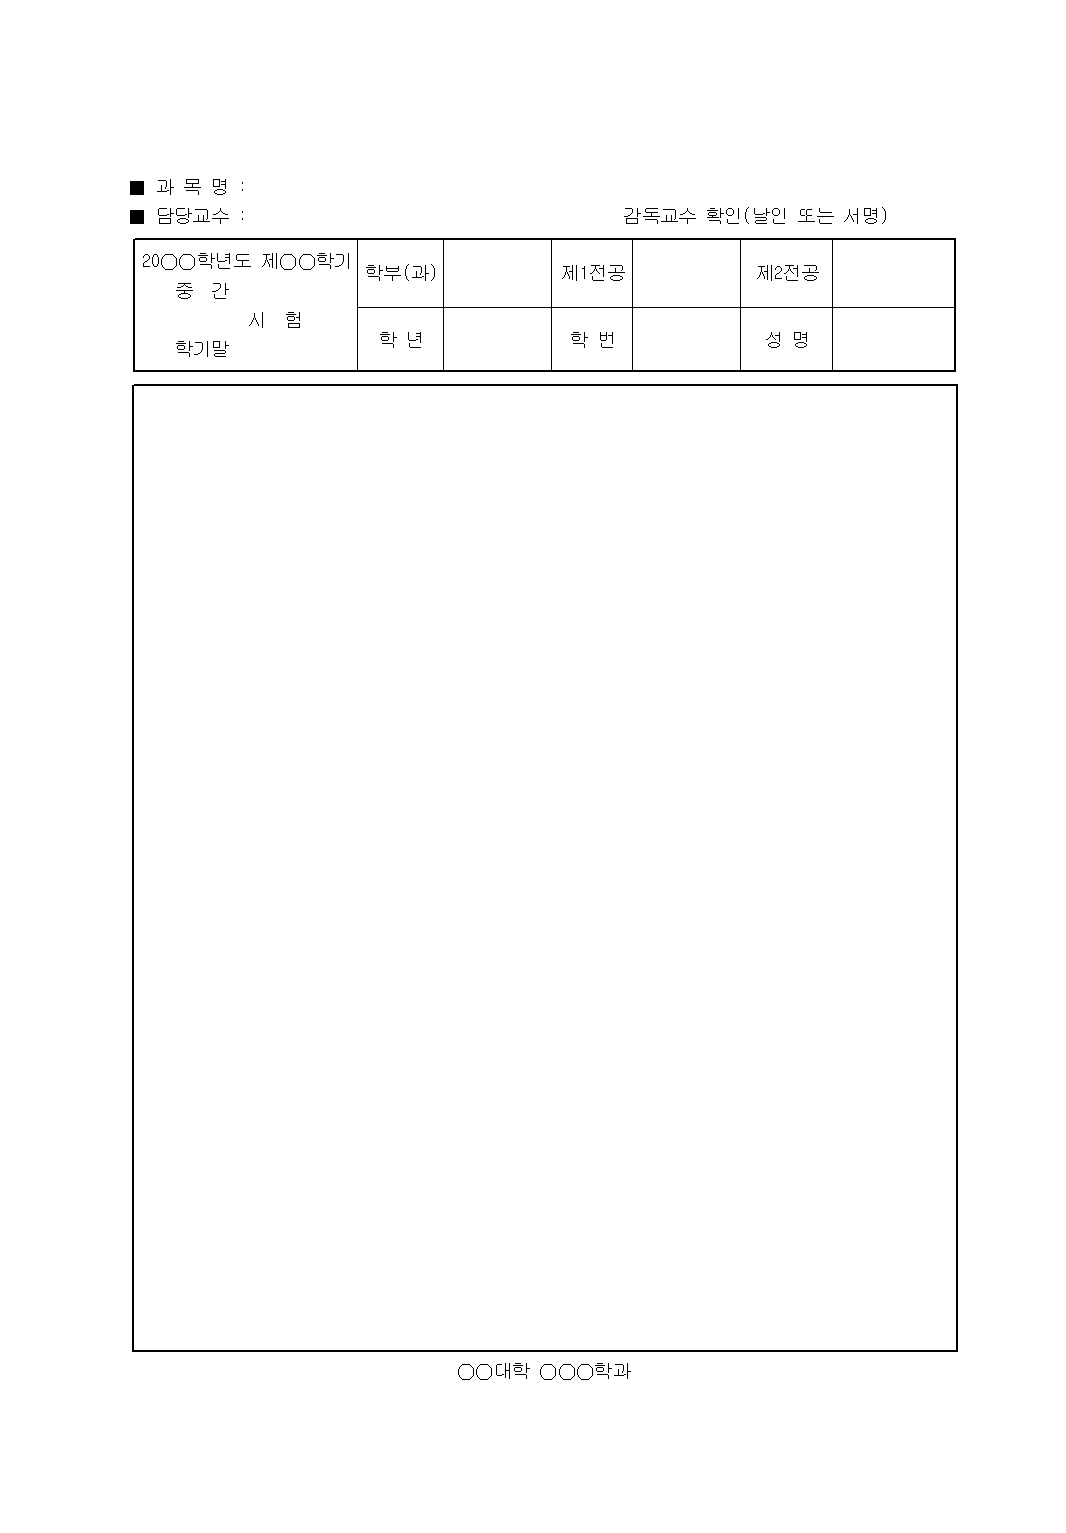 ■ 과 목 명 :
■ 담당교수 : 감독교수 확인(날인 또는 서명)
20○○학년도 제○○학기
중 간
시 험
학기말
학부(과) 제1전공 제2전공
학 년 학 번 성 명
○○대학 ○○○학과